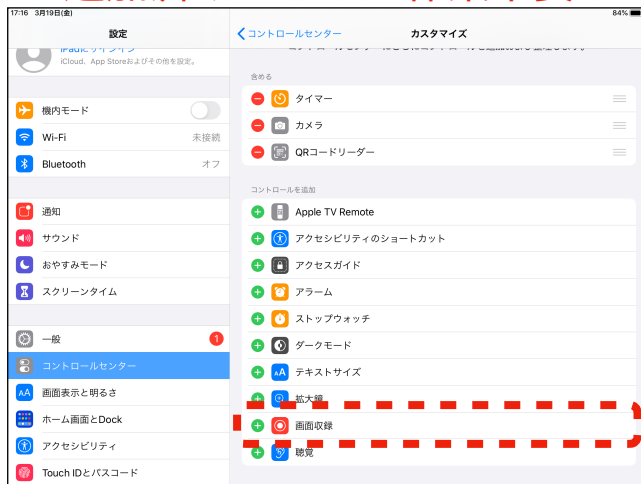 17:16 3月19日(金)
84%
設定
コントロールセンター
カスタマイズ
iPadにサインイン
iCloud、App Storeおよびその他を設定。
含める
タイマー
カメラ
QRコードリーダー
機内モード
Wi-Fi 未接続
Bluetooth オフ
通知
サウンド
おやすみモード
スクリーンタイム
一般 1
コントロールセンター
画面表示と明るさ
ホーム画面とDock
アクセシビリティ
Touch IDとパスコード
コントロールを追加
Apple TV Remote
アクセシビリティのショートカット
アクセスガイド
アラーム
ストップウォッチ
ダークモード
テキストサイズ
拡大鏡
画面収録
聴覚